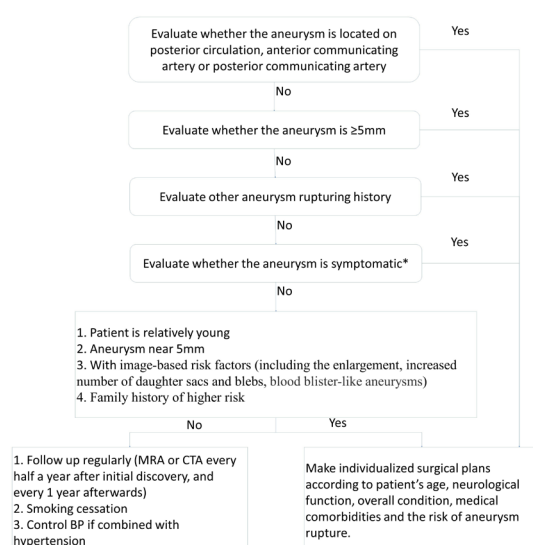 Evaluate whether the aneurysm is located on
posterior circulation, anterior communicating
artery or posterior communicating artery
Yes
No
Evaluate whether the aneurysm is ≥5mm
Yes
No
Evaluate other aneurysm rupturing history
Yes
No
Evaluate whether the aneurysm is symptomatic*
Yes
No
1. Patient is relatively young
2. Aneurysm near 5mm
3. With image-based risk factors (including the enlargement, increased
number of daughter sacs and blebs, blood blister-like aneurysms)
4. Family history of higher risk
No
Yes
1. Follow up regularly (MRA or CTA every
half a year after initial discovery, and
every 1 year afterwards)
2. Smoking cessation
3. Control BP if combined with
hypertension
Make individualized surgical plans
according to patient's age, neurological
function, overall condition, medical
comorbidities and the risk of aneurysm
rupture.